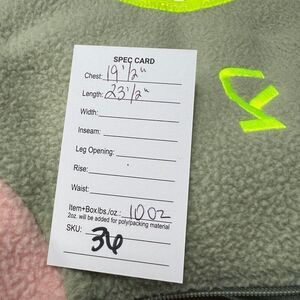 SPEC CARD
Chest: 19 1/2"
Length: 23 1/2"
Width:
Inseam:
Leg Opening:
Rise:
Waist:
Item+Box lbs./oz.: 10oz
2oz. will be added for poly/packing material
SKU: 36